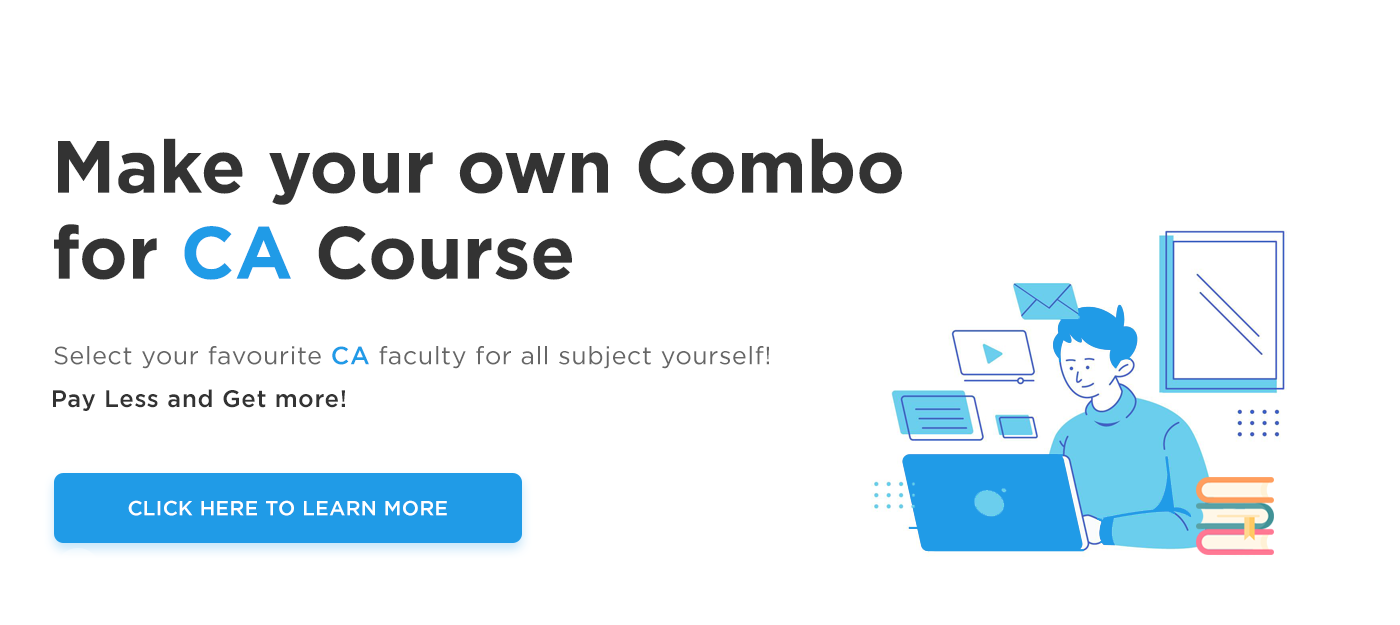 Make your own Combo
for CA Course
Select your favourite CA faculty for all subject yourself!
Pay Less and Get more!
CLICK HERE TO LEARN MORE